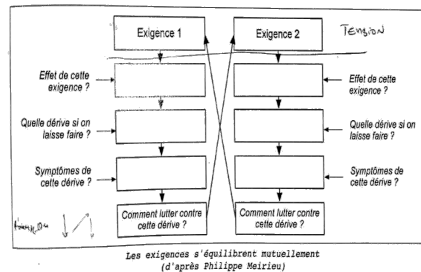 Exigence 1
Exigence 2
Tension
Effet de cette
exigence ?
Effet de cette
exigence ?
Quelle dérive si on
laisse faire ?
Quelle dérive si on
laisse faire ?
Symptômes de
cette dérive ?
Symptômes de
cette dérive ?
Comment lutter contre
cette dérive ?
Comment lutter contre
cette dérive ?
Les exigences s'équilibrent mutuellement
(d'après Philippe Meirieu)